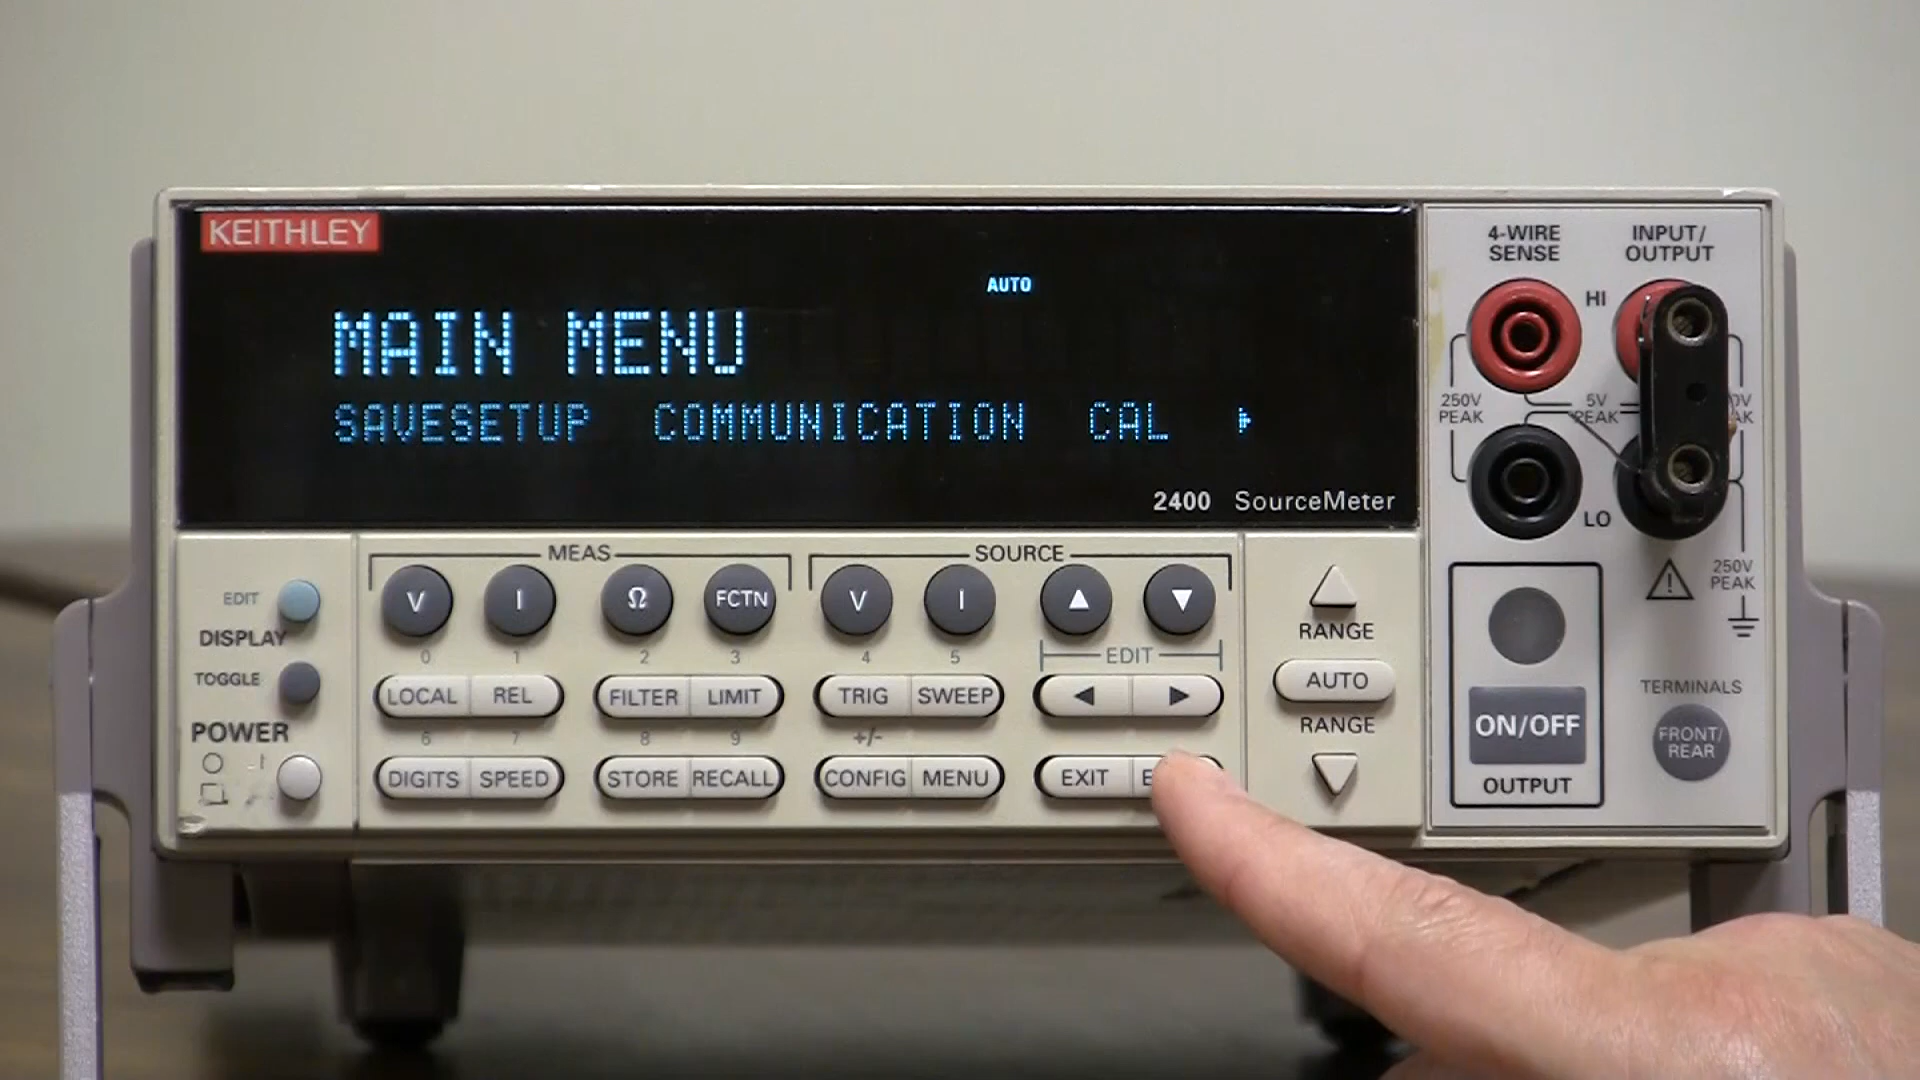 KEITHLEY
AUTO
MAIN MENU
SAVESETUP COMMUNICATION CAL
2400 SourceMeter
4-WIRE SENSE
INPUT/ OUTPUT
HI
250V PEAK
5V PEAK
LO
250V PEAK
MEAS
SOURCE
EDIT
V I Ω FCTN V I
DISPLAY
0 1 2 3 4 5
EDIT
RANGE
TOGGLE
LOCAL REL FILTER LIMIT TRIG SWEEP
AUTO
POWER
6 7 8 9 +/-
RANGE
DIGITS SPEED STORE RECALL CONFIG MENU EXIT
ON/OFF
OUTPUT
TERMINALS
FRONT/ REAR